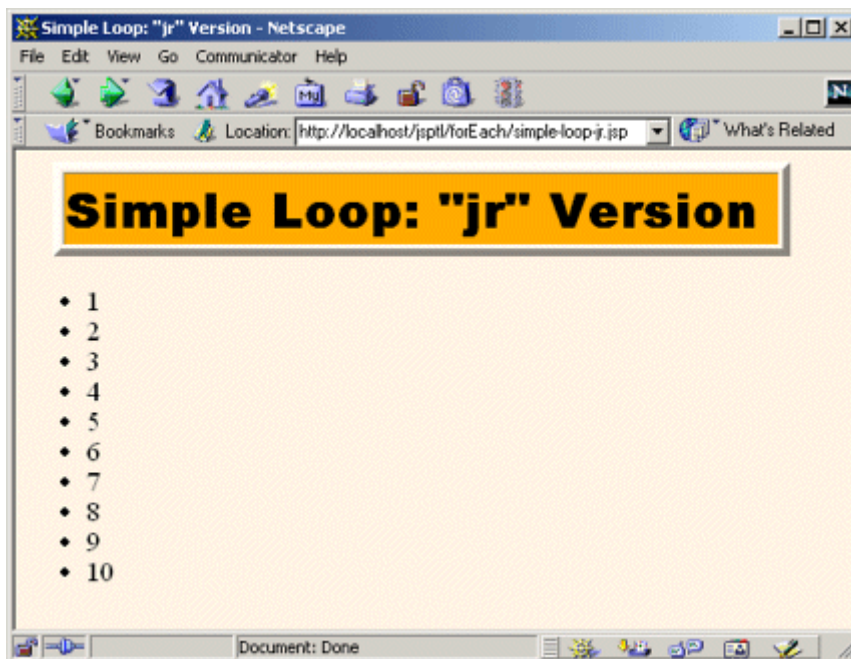 Simple Loop: "jr" Version - Netscape
File Edit View Go Communicator Help
My
N
Bookmarks Location: http://localhost/jsptl/forEach/simple-loop-jr.jsp What's Related
Simple Loop: "jr" Version
• 1
• 2
• 3
• 4
• 5
• 6
• 7
• 8
• 9
• 10
Document: Done